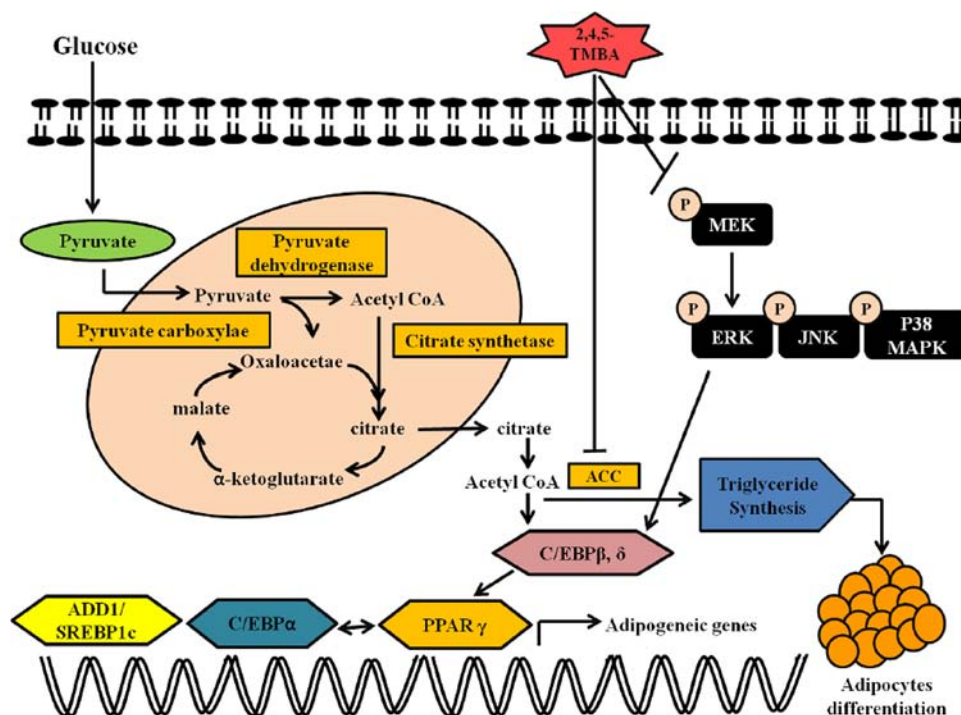 Glucose
2,4,5-
TMBA
P
MEK
Pyruvate
Pyruvate
dehydrogenase
Pyruvate
Acetyl CoA
Pyruvate carboxylae
Citrate synthetase
P
ERK
P
JNK
P
P38
MAPK
Oxaloacetae
malate
citrate
citrate
α-ketoglutarate
Acetyl CoA
ACC
Triglyceride
Synthesis
C/EBPβ, δ
ADD1/
SREBP1c
C/EBPα
PPAR γ
Adipogeneic genes
Adipocytes
differentiation